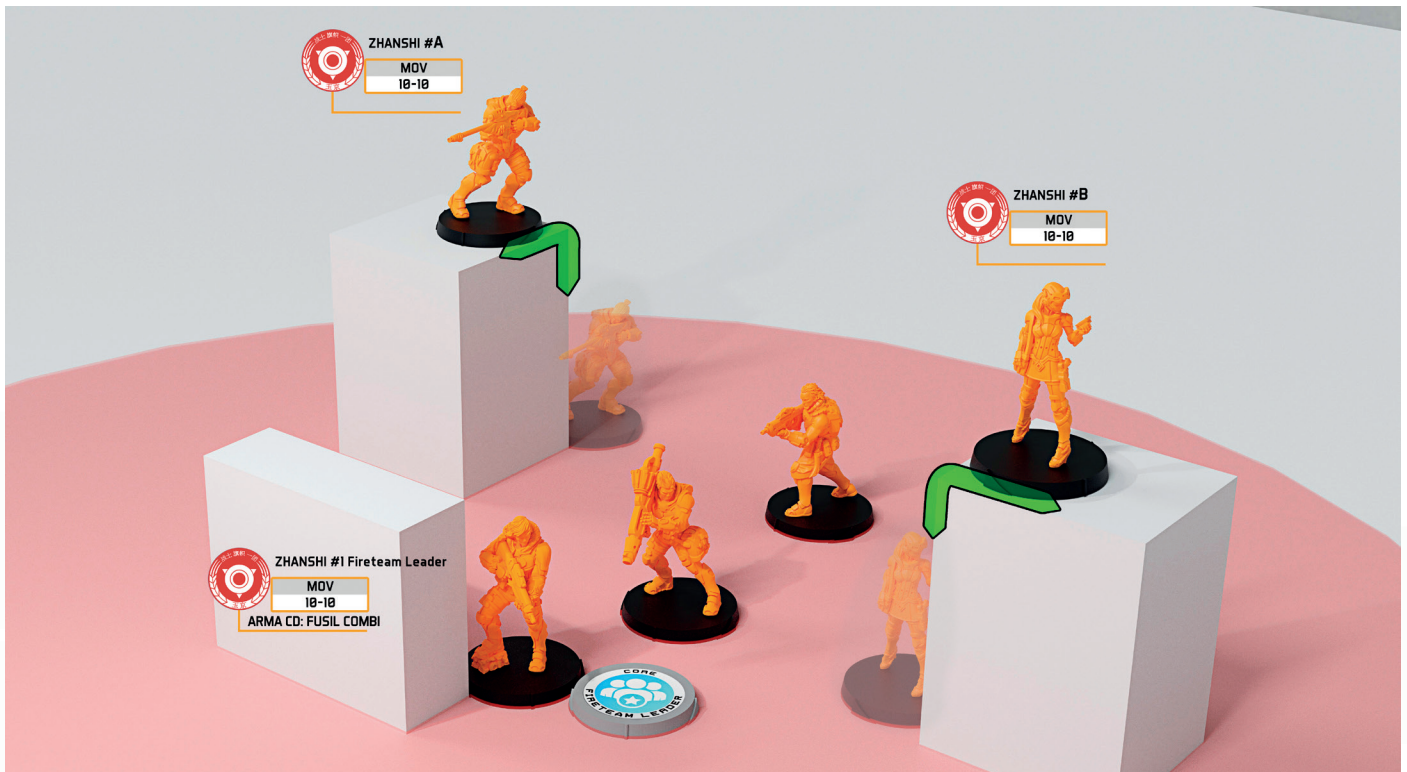 ZHANSHI #A
MOV
10-10
ZHANSHI #B
MOV
10-10
ZHANSHI #1 Fireteam Leader
MOV
10-10
ARMA CD: FUSIL COMBI
CORE
FIRETEAM LEADER